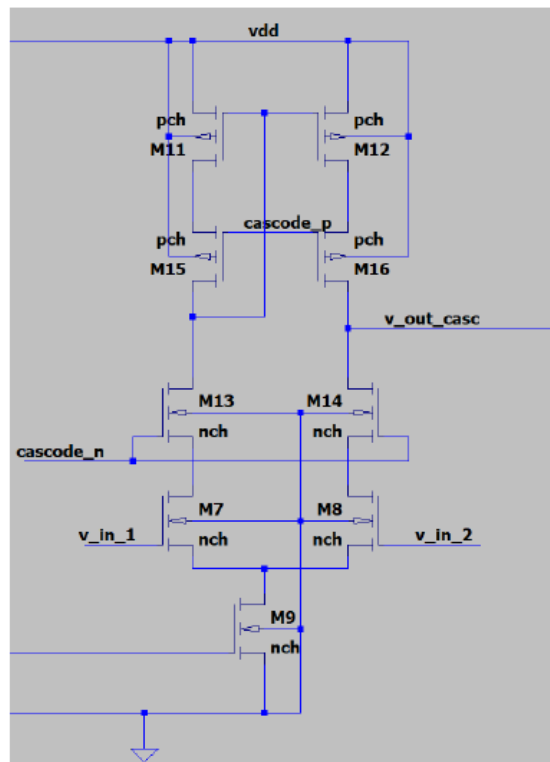 vdd
pch pch
M11 M12
cascode_p
pch pch
M15 M16
v_out_casc
M13 M14
nch nch
cascode_n
M7 M8
v_in_1 nch nch v_in_2
M9
nch